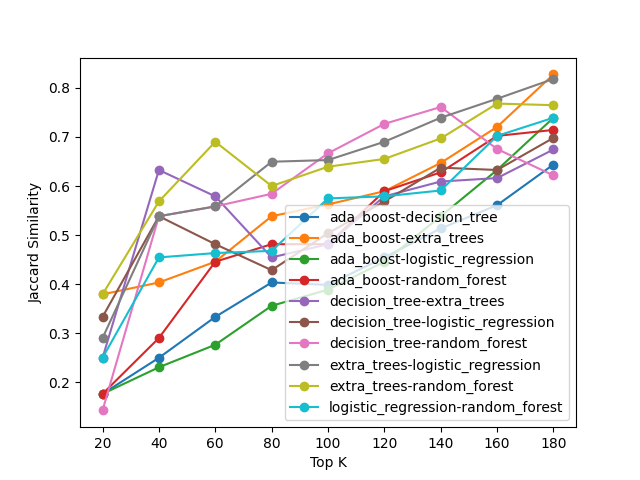 0.8
0.7
0.6
0.5
0.4
0.3
0.2
Jaccard Similarity
ada_boost-decision_tree
ada_boost-extra_trees
ada_boost-logistic_regression
ada_boost-random_forest
decision_tree-extra_trees
decision_tree-logistic_regression
decision_tree-random_forest
extra_trees-logistic_regression
extra_trees-random_forest
logistic_regression-random_forest
20 40 60 80 100 120 140 160 180
Top K